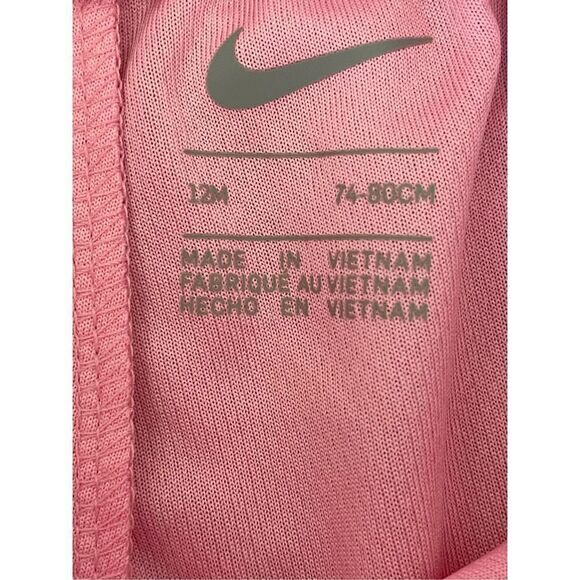 12M 74-80CM
MADE IN VIETNAM
FABRIQUÉ AU VIETNAM
HECHO EN VIETNAM